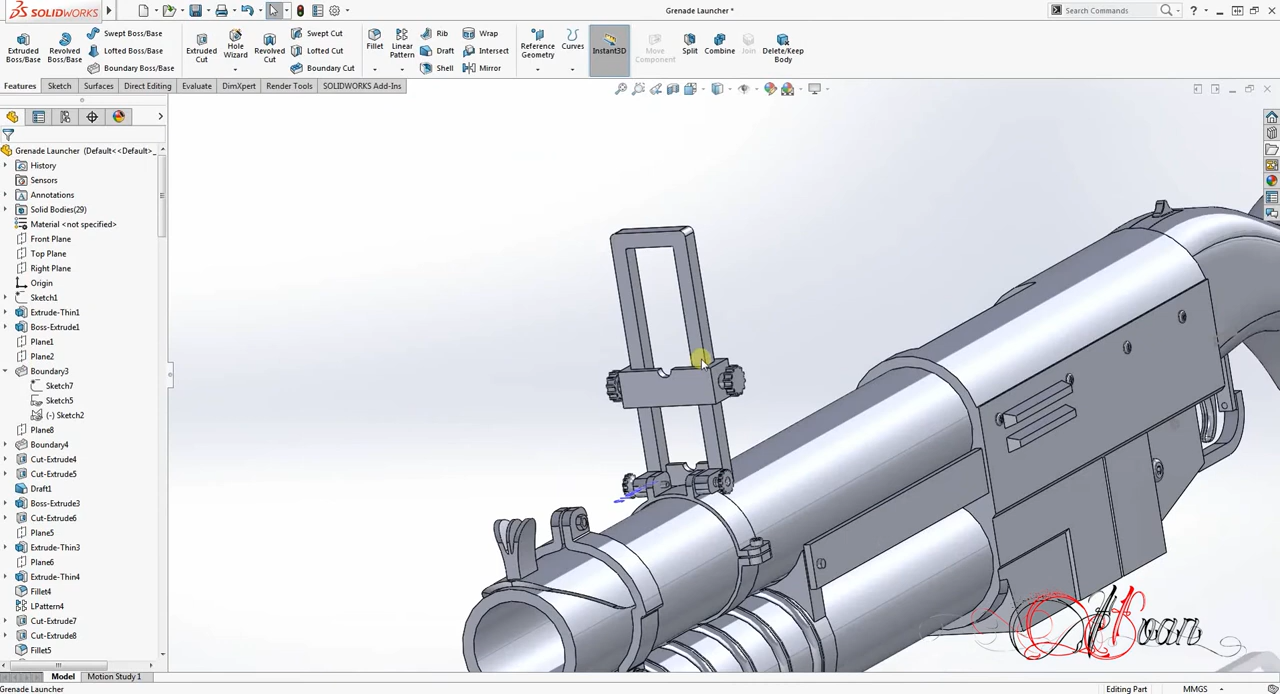 SOLIDWORKS
Grenade Launcher *
Search Commands
Extruded Boss/Base
Revolved Boss/Base
Swept Boss/Base
Lofted Boss/Base
Boundary Boss/Base
Extruded Cut
Hole Wizard
Revolved Cut
Swept Cut
Lofted Cut
Boundary Cut
Fillet
Linear Pattern
Rib
Draft
Shell
Wrap
Intersect
Mirror
Reference Geometry
Curves
Instant3D
Move Component
Split
Combine
Join
Delete/Keep Body
Features
Sketch
Surfaces
Direct Editing
Evaluate
DimXpert
Render Tools
SOLIDWORKS Add-Ins
Grenade Launcher (Default<<Default>_
History
Sensors
Annotations
Solid Bodies(29)
Material <not specified>
Front Plane
Top Plane
Right Plane
Origin
Sketch1
Extrude-Thin1
Boss-Extrude1
Plane1
Plane2
Boundary3
Sketch7
Sketch5
(-) Sketch2
Plane8
Boundary4
Cut-Extrude4
Cut-Extrude5
Draft1
Boss-Extrude3
Cut-Extrude6
Plane5
Extrude-Thin3
Plane6
Extrude-Thin4
Fillet4
LPattern4
Cut-Extrude7
Cut-Extrude8
Fillet5
Model
Motion Study 1
Grenade Launcher
Editing Part
MMGS